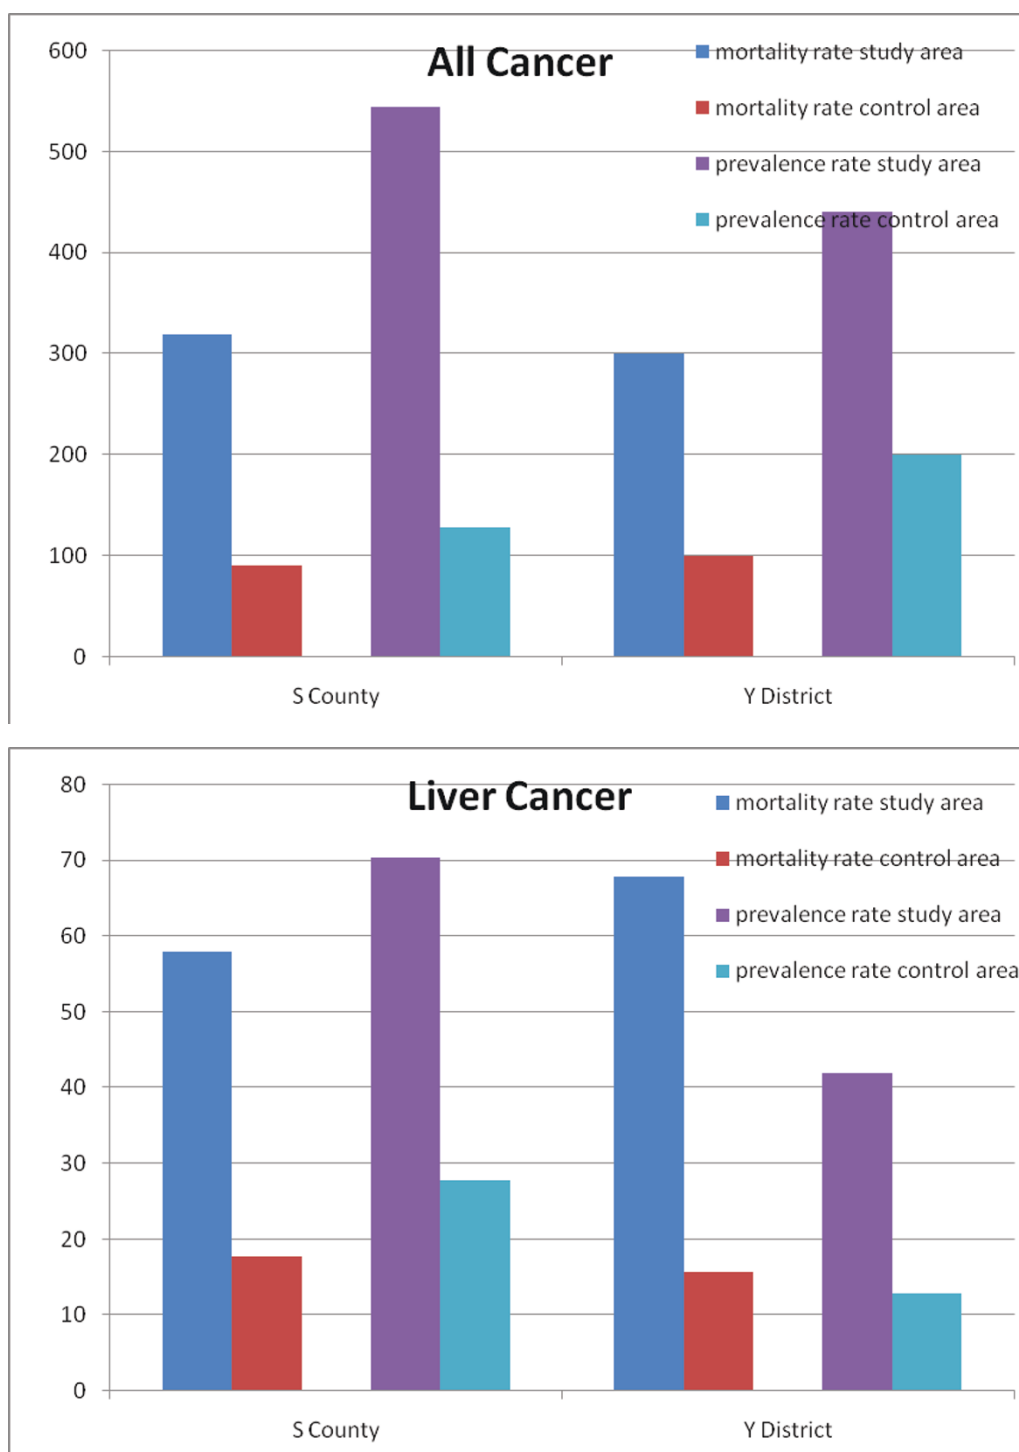 All Cancer
mortality rate study area
mortality rate control area
prevalence rate study area
prevalence rate control area
600
500
400
300
200
100
0
S County
Y District
Liver Cancer
mortality rate study area
mortality rate control area
prevalence rate study area
prevalence rate control area
80
70
60
50
40
30
20
10
0
S County
Y District